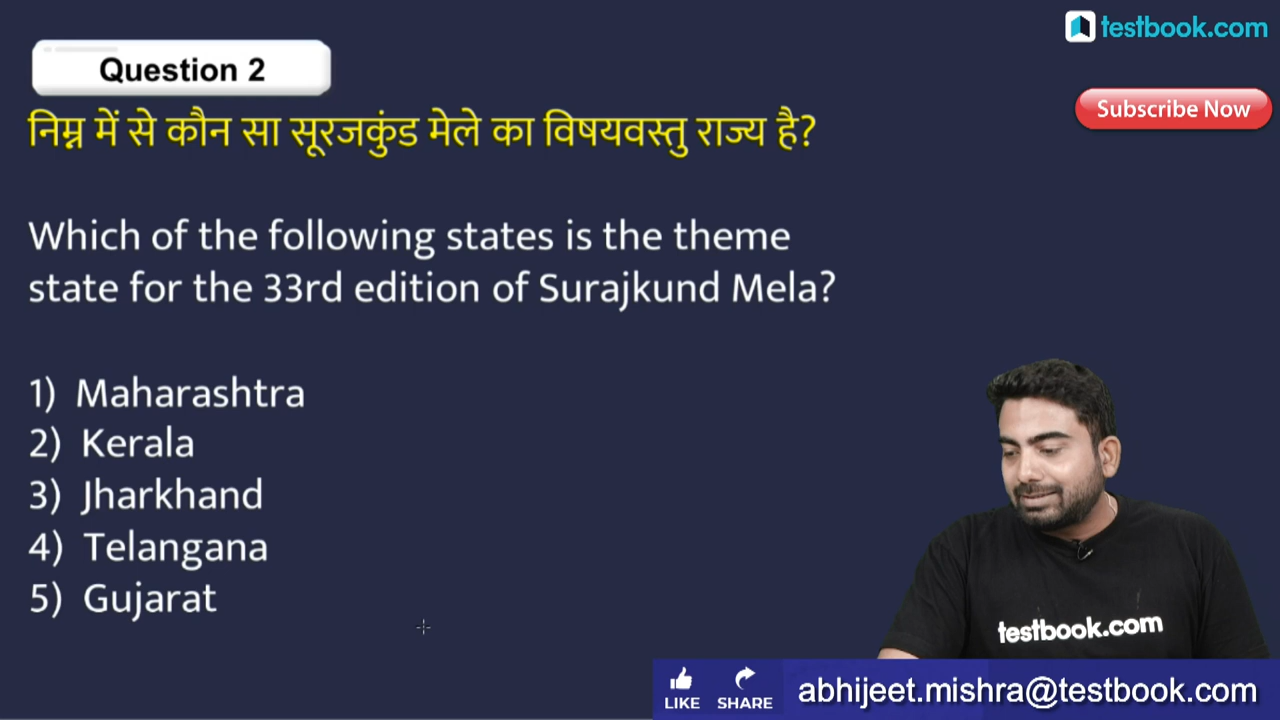 testbook.com
Question 2
Subscribe Now
निम्न में से कौन सा सूरजकुंड मेले का विषयवस्तु राज्य है?
Which of the following states is the theme
state for the 33rd edition of Surajkund Mela?
1) Maharashtra
2) Kerala
3) Jharkhand
4) Telangana
5) Gujarat
testbook.com
LIKE SHARE abhijeet.mishra@testbook.com